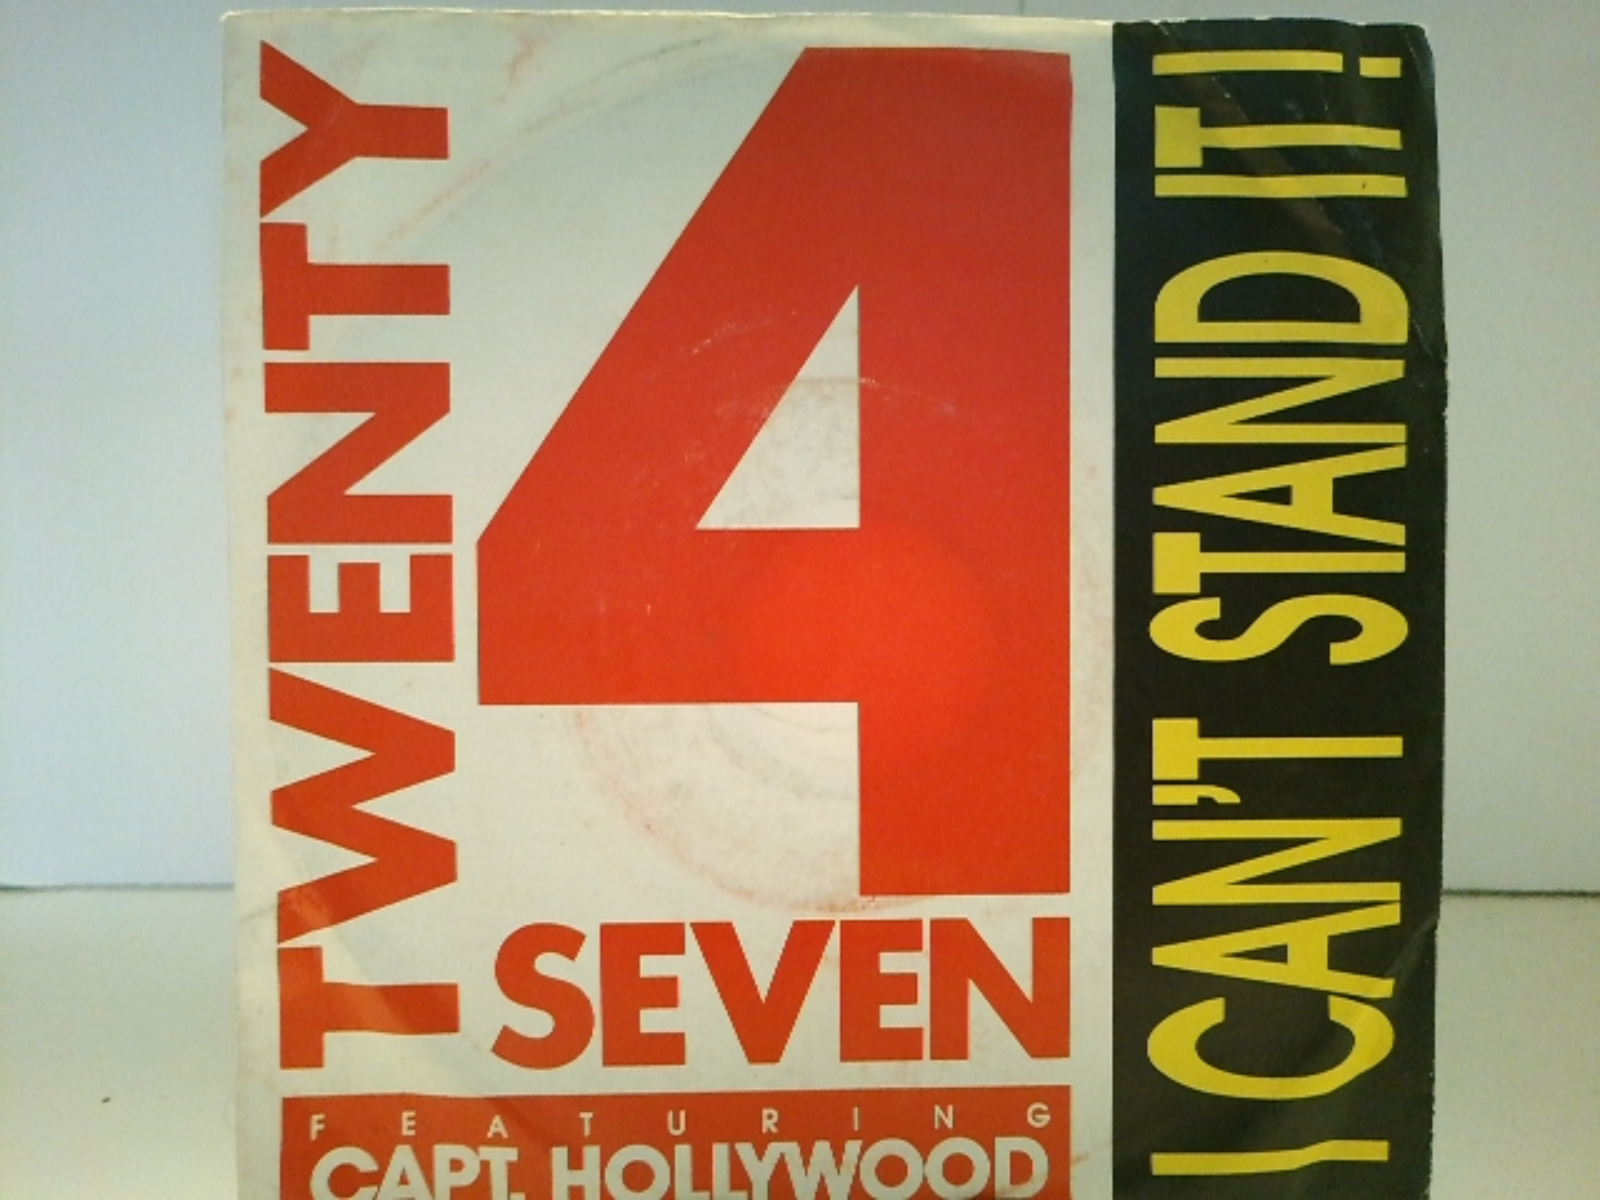 TWENTY
4
SEVEN
FEATURING
CAPT. HOLLYWOOD
I CAN'T STAND IT!